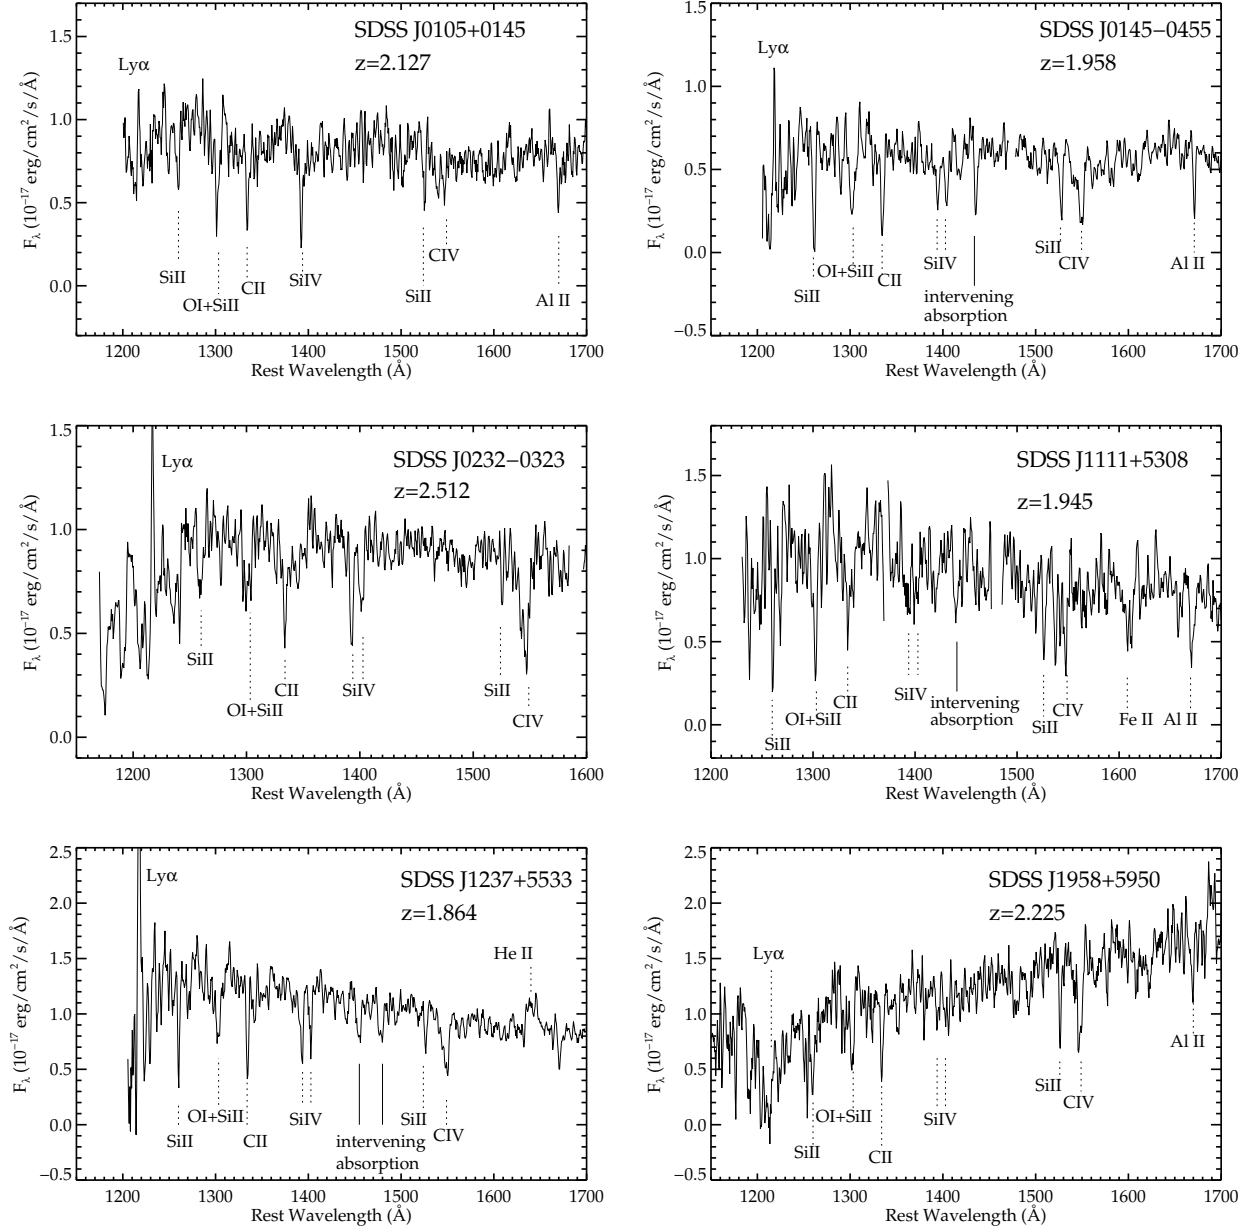 SDSS J0105+0145
z=2.127
Lyα
SiII
OI+SiII
CII
SiIV
SiII
CIV
Al II
1.5
1.0
0.5
0.0
F_λ (10⁻¹⁷ erg/cm²/s/Å)
1200 1300 1400 1500 1600 1700
Rest Wavelength (Å)
SDSS J0145−0455
z=1.958
Lyα
SiII
OI+SiII
CII
SiIV
intervening
absorption
SiII
CIV
Al II
1.5
1.0
0.5
0.0
−0.5
F_λ (10⁻¹⁷ erg/cm²/s/Å)
1200 1300 1400 1500 1600 1700
Rest Wavelength (Å)
SDSS J0232−0323
z=2.512
Lyα
SiII
OI+SiII
CII
SiIV
SiII
CIV
1.5
1.0
0.5
0.0
F_λ (10⁻¹⁷ erg/cm²/s/Å)
1200 1300 1400 1500 1600
Rest Wavelength (Å)
SDSS J1111+5308
z=1.945
SiII
OI+SiII
CII
SiIV
intervening
absorption
SiII
CIV
Fe II
Al II
1.5
1.0
0.5
0.0
F_λ (10⁻¹⁷ erg/cm²/s/Å)
1200 1300 1400 1500 1600 1700
Rest Wavelength (Å)
SDSS J1237+5533
z=1.864
Lyα
He II
SiII
OI+SiII
CII
SiIV
intervening
absorption
SiII
CIV
2.5
2.0
1.5
1.0
0.5
0.0
−0.5
F_λ (10⁻¹⁷ erg/cm²/s/Å)
1200 1300 1400 1500 1600 1700
Rest Wavelength (Å)
SDSS J1958+5950
z=2.225
Lyα
SiII
OI+SiII
CII
SiIV
SiII
CIV
Al II
2.5
2.0
1.5
1.0
0.5
0.0
−0.5
F_λ (10⁻¹⁷ erg/cm²/s/Å)
1200 1300 1400 1500 1600 1700
Rest Wavelength (Å)